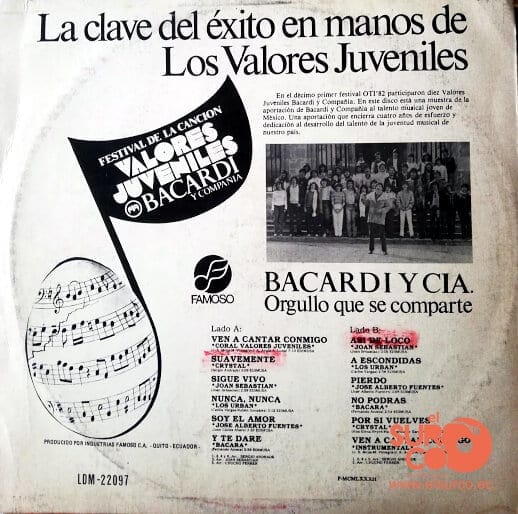 La clave del éxito en manos de
Los Valores Juveniles
En el décimo primer festival OTI'82 participaron diez Valores
Juveniles Bacardi y Compañía. En este disco está una muestra de la
aportación de Bacardi y Compañía al talento musical joven de
México. Una aportación que encierra cuatro años de esfuerzo y
dedicación al desarrollo del talento de la juventud musical de
nuestro país.
FESTIVAL DE LA CANCION
VALORES
JUVENILES
BACARDI
Y COMPAÑIA
FAMOSO
BACARDI Y CIA.
Orgullo que se comparte
Lado A:
VEN A CANTAR CONMIGO
"CORAL VALORES JUVENILES"
SUAVEMENTE
"CRYSTAL"
SIGUE VIVO
"JOAN SEBASTIAN"
NUNCA, NUNCA
"LOS URBAN"
SOY EL AMOR
"JOSE ALBERTO FUENTES"
Y TE DARE
"BACARA"
Lado B:
ASI DE LOCO
"JOAN SEBASTIAN"
A ESCONDIDAS
"LOS URBAN"
PIERDO
"JOSE ALBERTO FUENTES"
NO PODRAS
"BACARA"
POR SI VUELVES
"CRYSTAL"
VEN A CANTAR
"INSTRUMENTAL"
PRODUCIDO POR INDUSTRIAS FAMOSO C.A. - QUITO - ECUADOR -
LDM-22097
el
SURCO